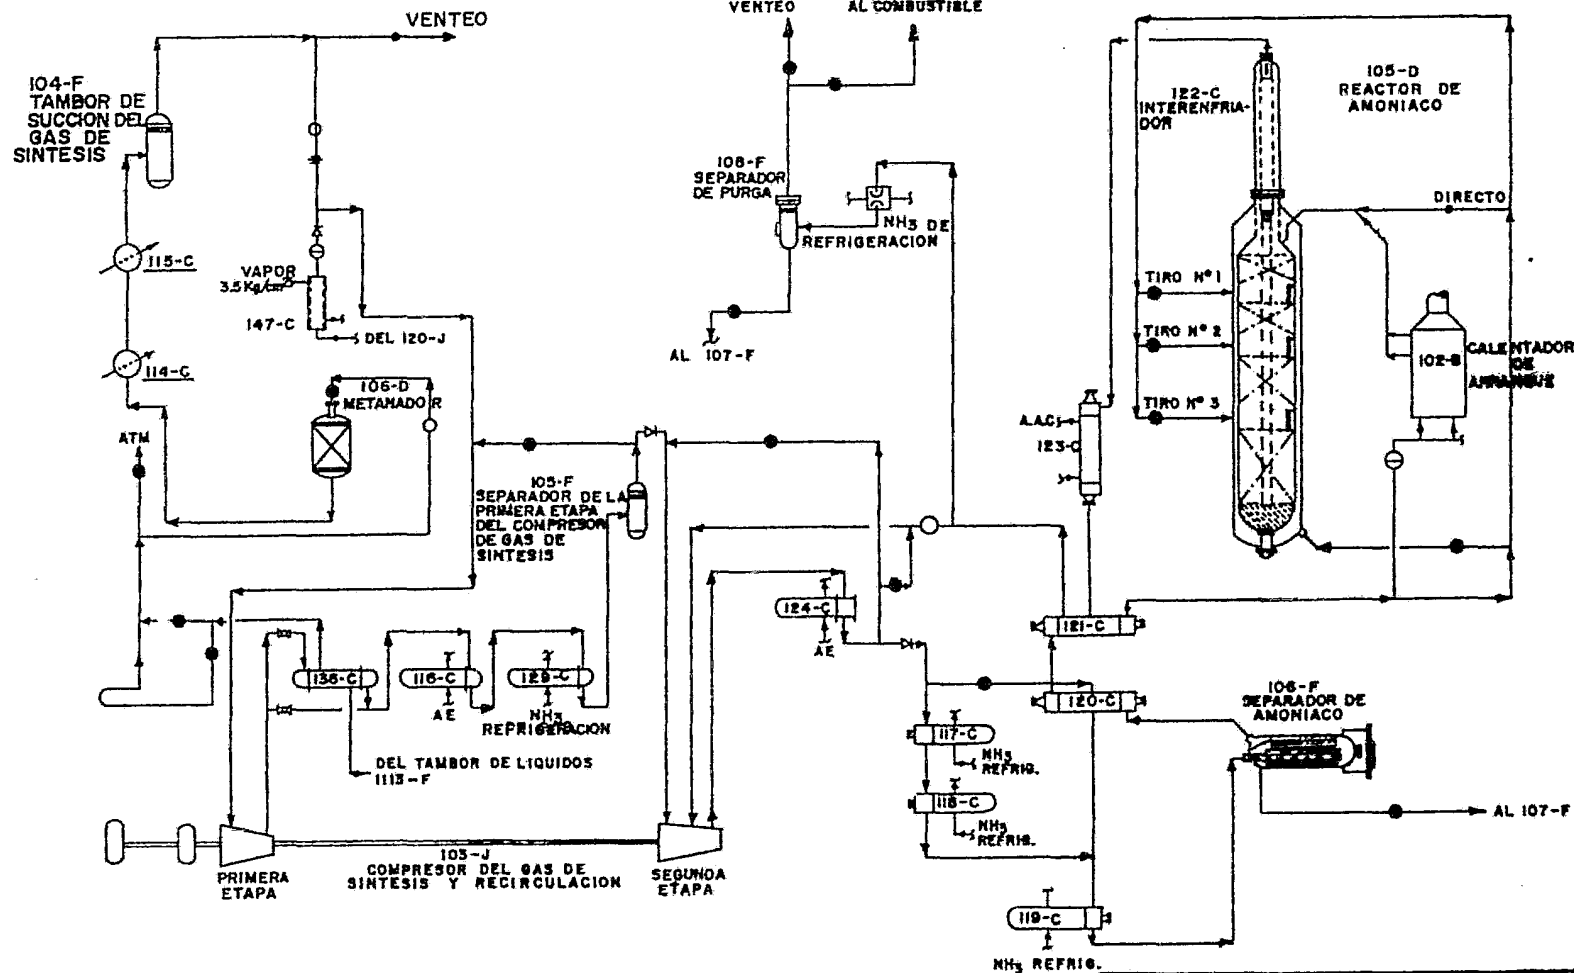 VENTEO
104-F
TAMBOR DE
SUCCION DEL
GAS DE
SINTESIS
115-C
114-C
VAPOR
3.5 Kg/cm²
147-C
DEL 120-J
106-D
METANADOR
ATM
VENTEO
AL COMBUSTIBLE
108-F
SEPARADOR
DE PURGA
NH3 DE
REFRIGERACION
AL 107-F
105-F
SEPARADOR DE LA
PRIMERA ETAPA
DEL COMPRESOR
DE GAS DE
SINTESIS
122-C
INTERENFRIA-
DOR
105-D
REACTOR DE
AMONIACO
DIRECTO
TIRO Nº 1
TIRO Nº 2
TIRO Nº 3
102-B
CALENTADOR
DE
ARRANQUE
A.A.C
123-C
124-C
AE
121-C
120-C
136-C
116-C
AE
129-C
NH3
REFRIGERACION
DEL TAMBOR DE LIQUIDOS
1113-F
117-C
NH3
REFRIG.
118-C
NH3
REFRIG.
106-F
SEPARADOR DE
AMONIACO
AL 107-F
103-J
COMPRESOR DEL GAS DE
SINTESIS Y RECIRCULACION
PRIMERA
ETAPA
SEGUNDA
ETAPA
119-C
NH3 REFRIG.